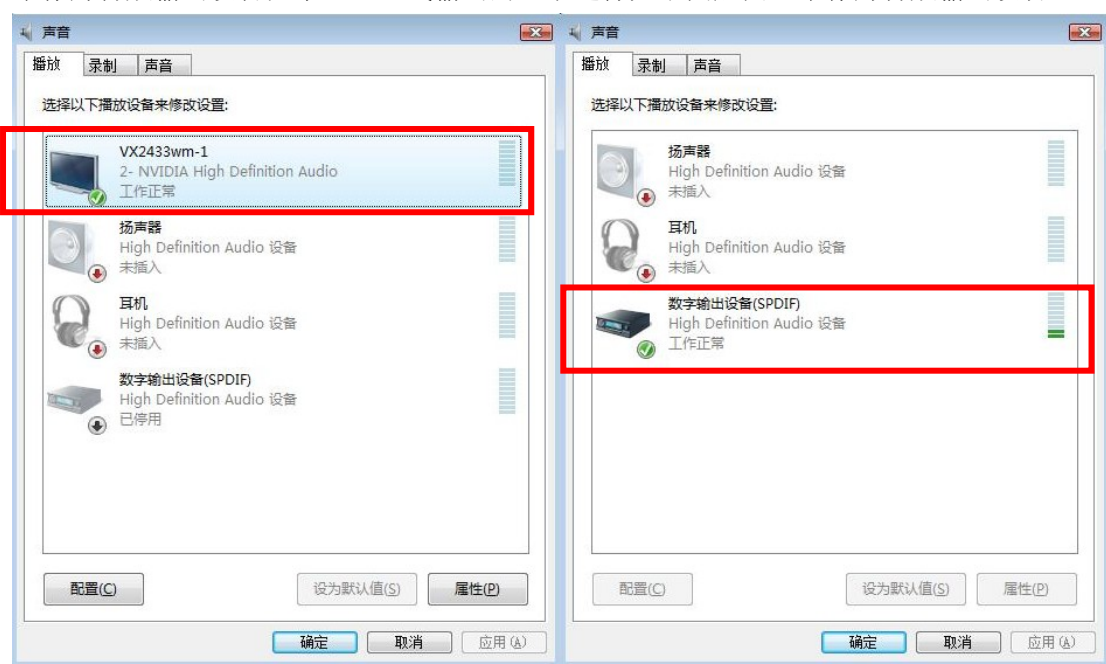 声音
播放 录制 声音
选择以下播放设备来修改设置:
VX2433wm-1
2- NVIDIA High Definition Audio
工作正常
扬声器
High Definition Audio 设备
未插入
耳机
High Definition Audio 设备
未插入
数字输出设备(SPDIF)
High Definition Audio 设备
已停用
配置(C) 设为默认值(S) 属性(P)
确定 取消 应用(A)
声音
播放 录制 声音
选择以下播放设备来修改设置:
扬声器
High Definition Audio 设备
未插入
耳机
High Definition Audio 设备
未插入
数字输出设备(SPDIF)
High Definition Audio 设备
工作正常
配置(C) 设为默认值(S) 属性(P)
确定 取消 应用(A)